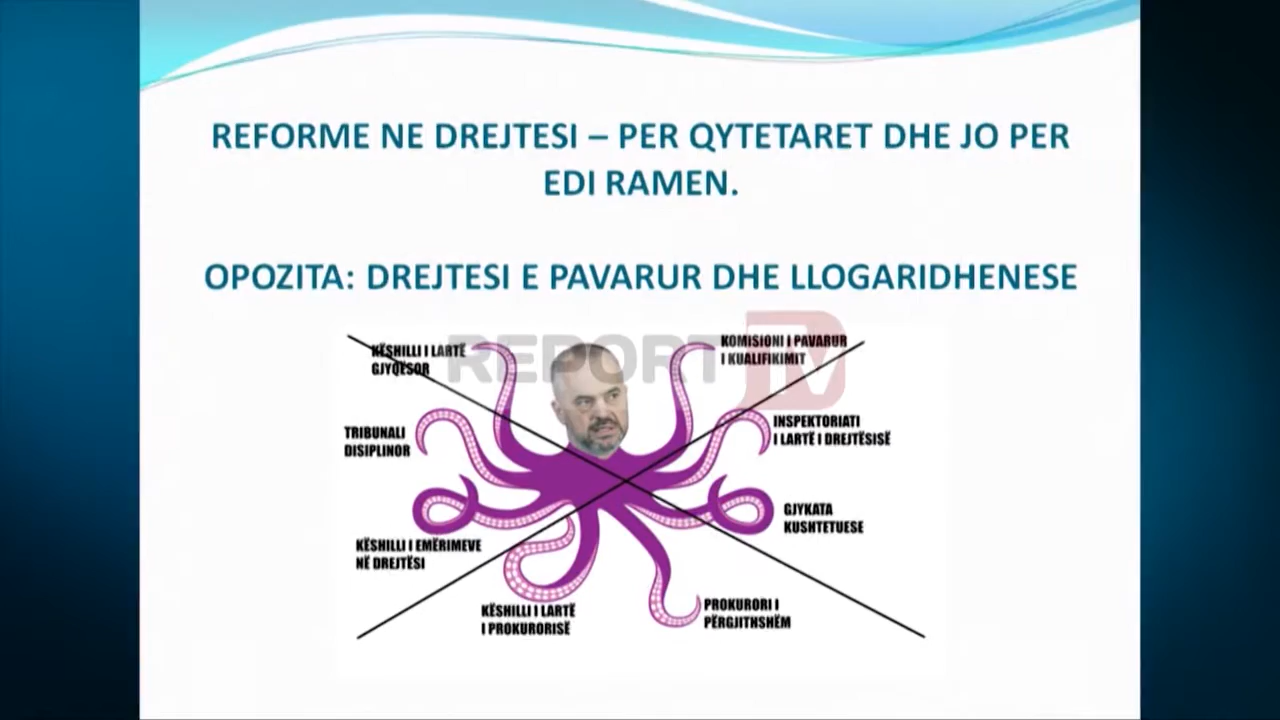 REFORME NE DREJTESI – PER QYTETARET DHE JO PER
EDI RAMEN.
OPOZITA: DREJTESI E PAVARUR DHE LLOGARIDHENESE
REPORT TV
KËSHILLI I LARTË
GJYQËSOR
KOMISIONI I PAVARUR
I KUALIFIKIMIT
TRIBUNALI
DISIPLINOR
INSPEKTORIATI
I LARTË I DREJTËSISË
KËSHILLI I EMËRIMEVE
NË DREJTËSI
GJYKATA
KUSHTETUESE
KËSHILLI I LARTË
I PROKURORISË
PROKURORI I
PËRGJITHSHËM